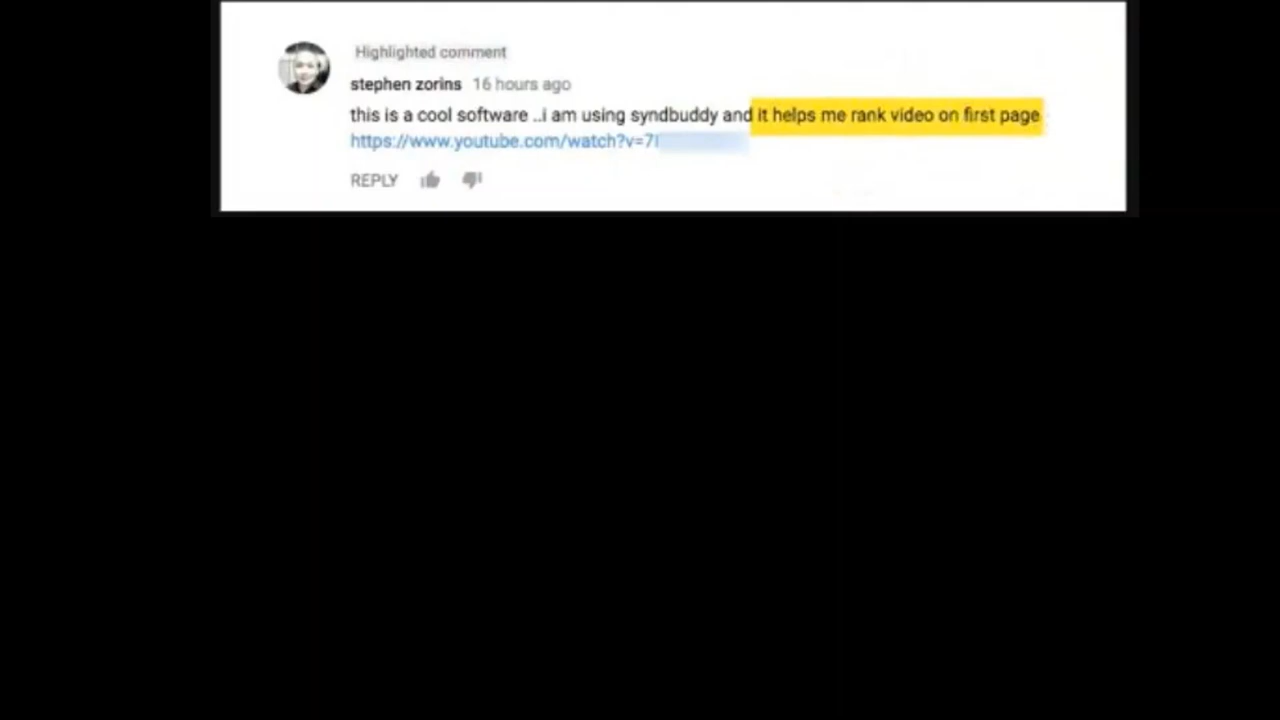 Highlighted comment
stephen zorins 16 hours ago
this is a cool software ..i am using syndbuddy and it helps me rank video on first page
https://www.youtube.com/watch?v=7
REPLY